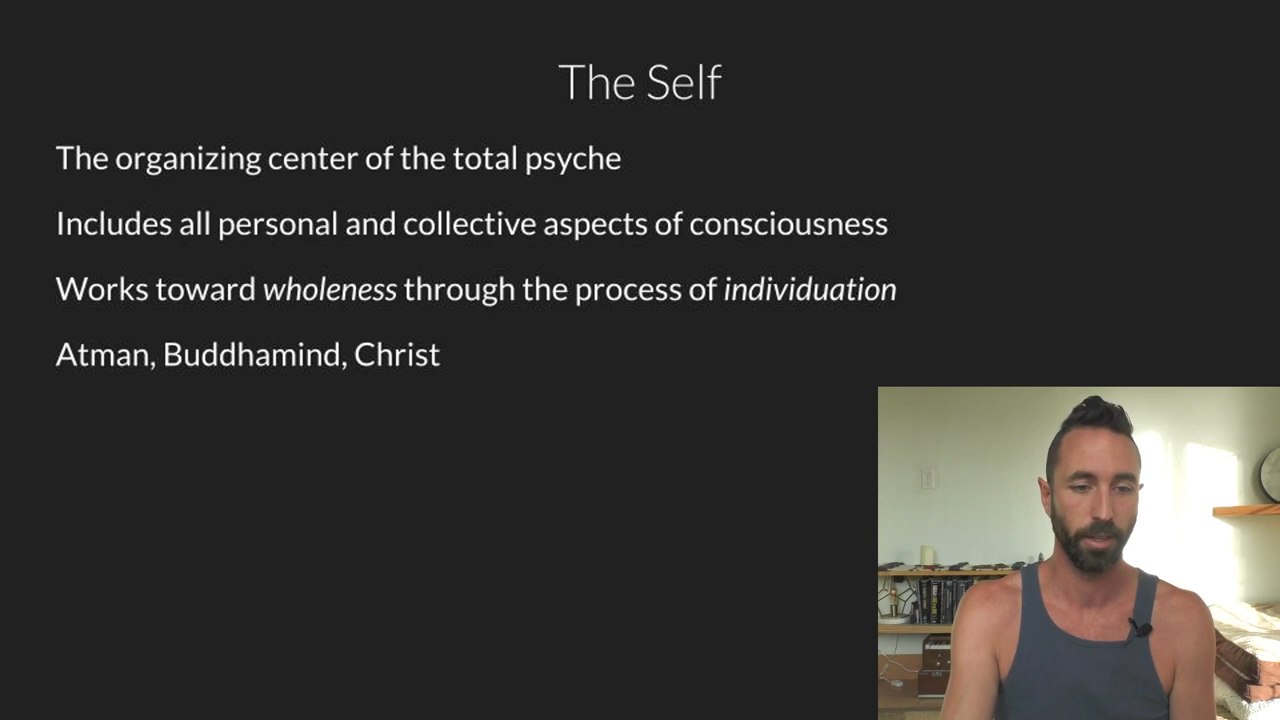 The Self
The organizing center of the total psyche
Includes all personal and collective aspects of consciousness
Works toward wholeness through the process of individuation
Atman, Buddhamind, Christ